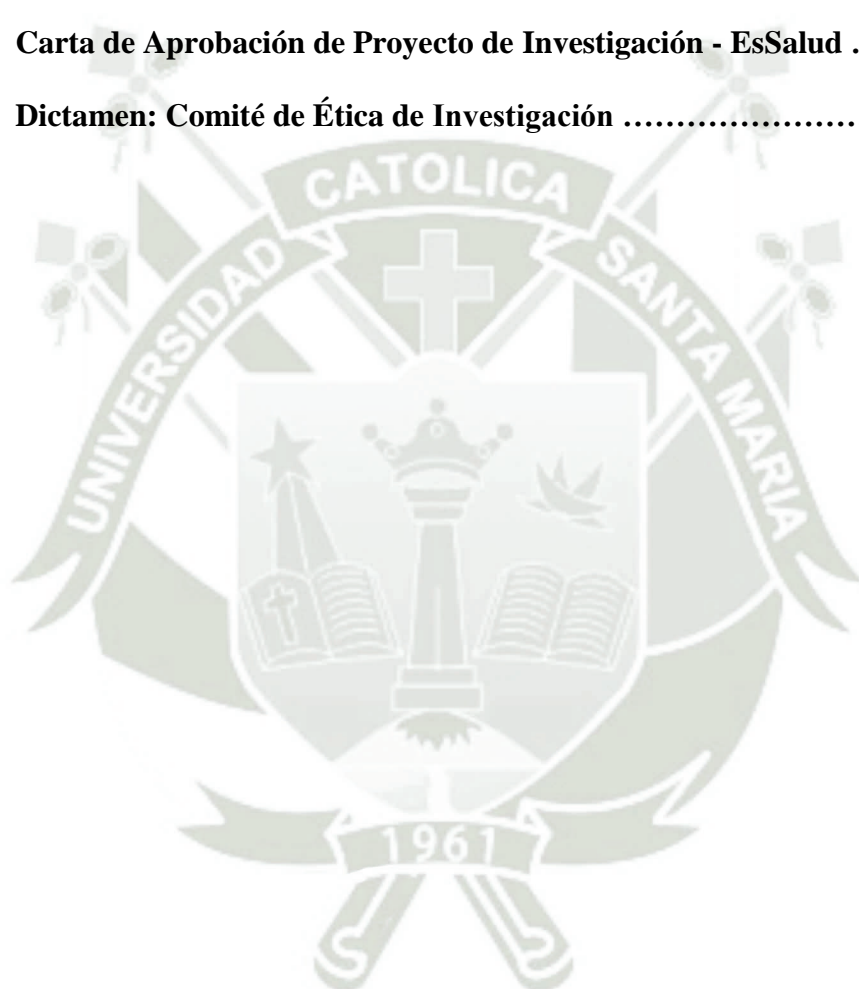 Carta de Aprobación de Proyecto de Investigación - EsSalud .
Dictamen: Comité de Ética de Investigación ……………………
UNIVERSIDAD CATOLICA SANTA MARIA
1961